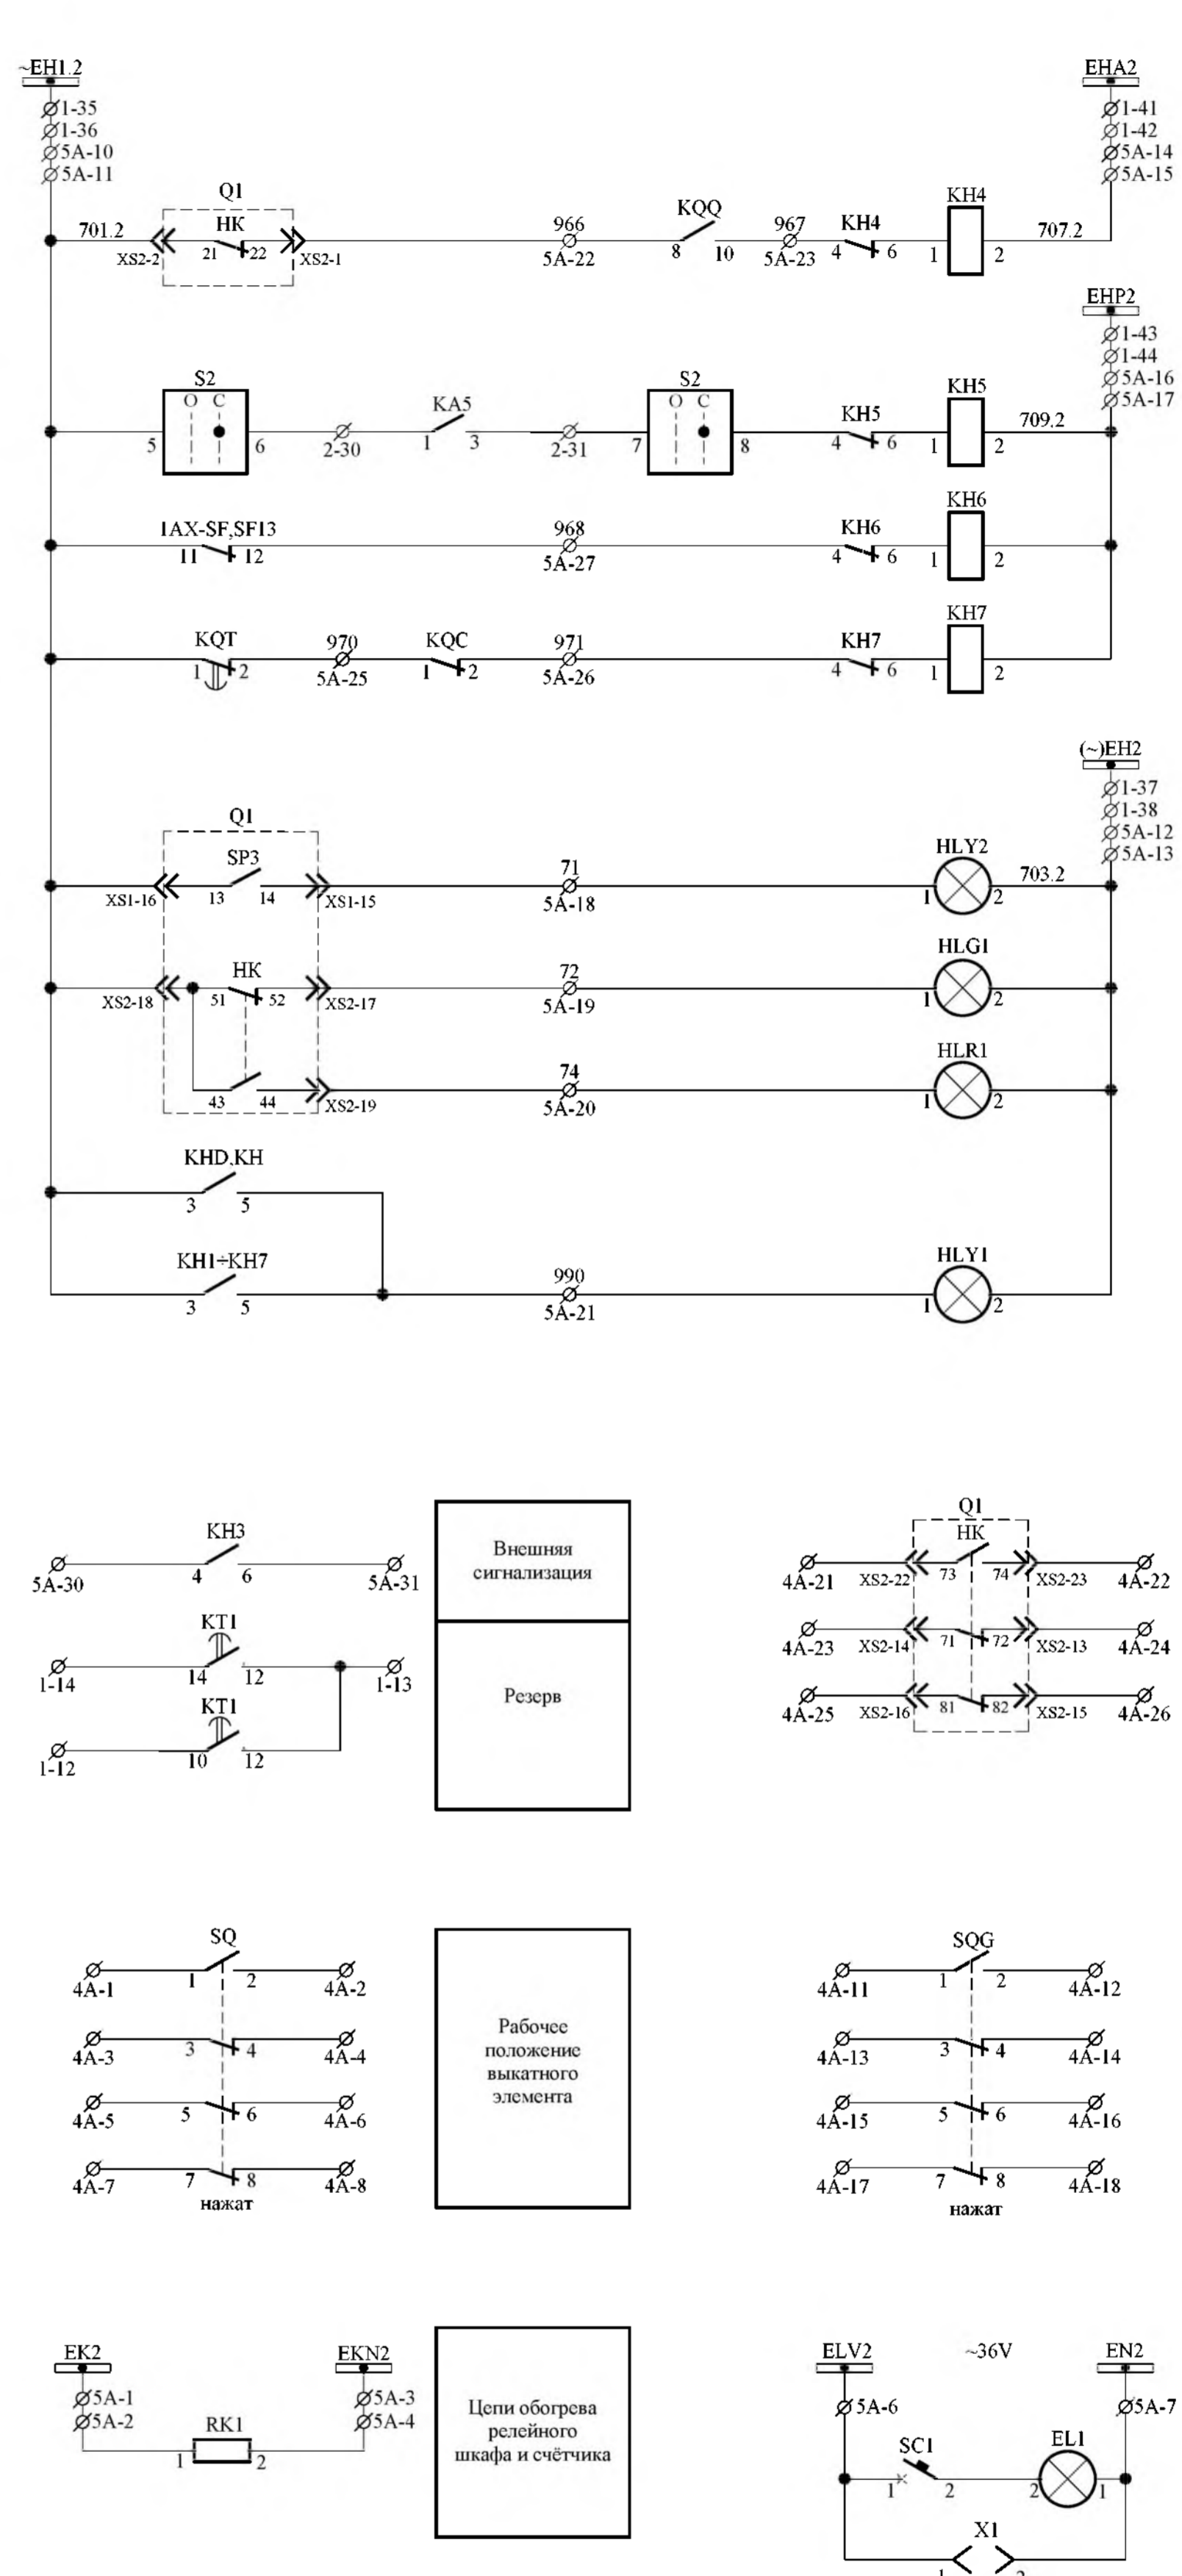 ~EH1.2 EHA2
1-35 1-41
1-36 1-42
5A-10 5A-14
5A-11 5A-15
Q1 KH4
701.2 НК 966 KQQ 967 KH4 707.2
XS2-2 21 22 XS2-1 5A-22 8 10 5A-23 4 6 1 2
EHP2
1-43
1-44
5A-16
5A-17
S2 S2 KH5
O C KA5 O C KH5 709.2
5 6 2-30 1 3 2-31 7 8 4 6 1 2
KH6
1AX-SF,SF13 968 KH6
11 12 5A-27 4 6 1 2
KH7
KQT 970 KQC 971 KH7
1 2 5A-25 1 2 5A-26 4 6 1 2
(~)EH2
1-37
1-38
5A-12
5A-13
Q1
SP3 71 HLY2 703.2
XS1-16 13 14 XS1-15 5A-18 1 2
НК 72 HLG1
XS2-18 51 52 XS2-17 5A-19 1 2
74 HLR1
43 44 XS2-19 5A-20 1 2
KHD,KH
3 5
KH1÷KH7 990 HLY1
3 5 5A-21 1 2
KH3
5A-30 4 6 5A-31
Внешняя
сигнализация
KT1
1-14 14 12 1-13
KT1
1-12 10 12
Резерв
Q1
НК
4A-21 XS2-22 73 74 XS2-23 4A-22
4A-23 XS2-14 71 72 XS2-13 4A-24
4A-25 XS2-16 81 82 XS2-15 4A-26
SQ
4A-1 1 2 4A-2
4A-3 3 4 4A-4
4A-5 5 6 4A-6
4A-7 7 8 4A-8
нажат
Рабочее
положение
выкатного
элемента
SQG
4A-11 1 2 4A-12
4A-13 3 4 4A-14
4A-15 5 6 4A-16
4A-17 7 8 4A-18
нажат
EK2 EKN2
5A-1 5A-3
5A-2 5A-4
RK1
1 2
Цепи обогрева
релейного
шкафа и счётчика
ELV2 ~36V EN2
5A-6 5A-7
SC1 EL1
1 2 2 1
X1